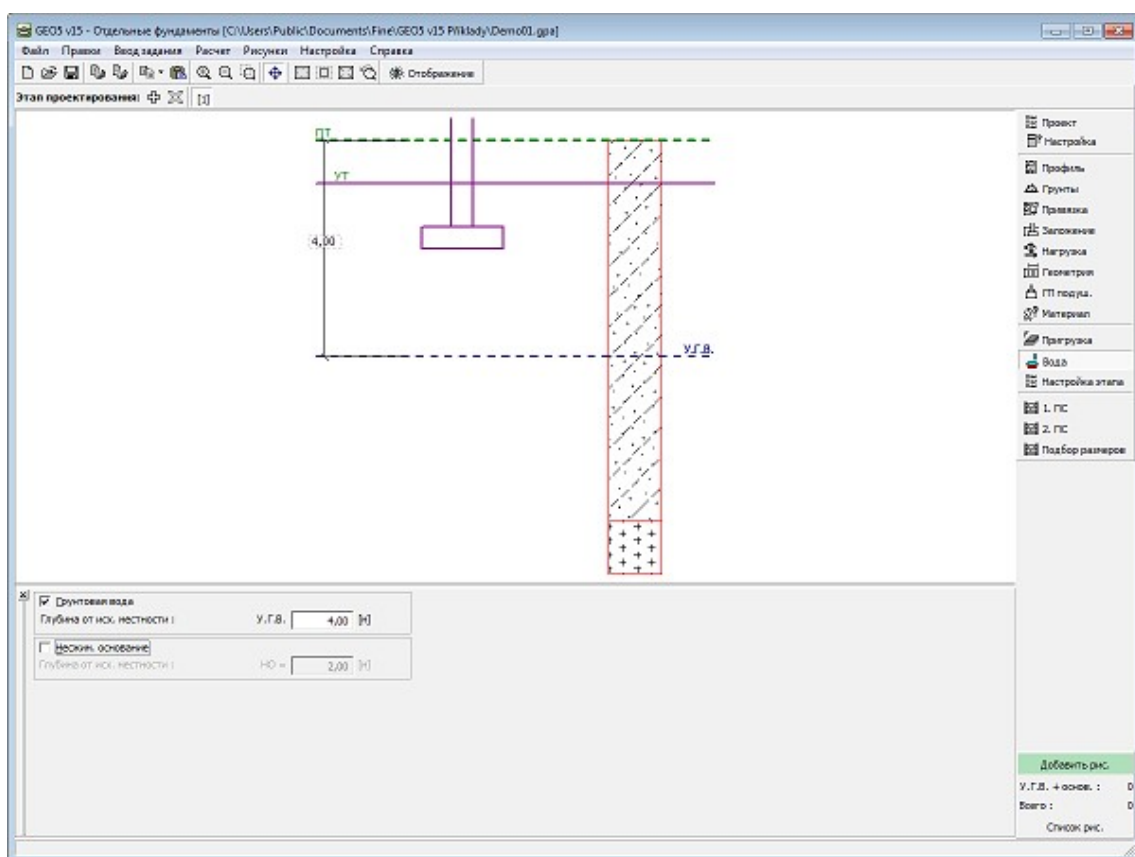 GEO5 v15 - Отдельные фундаменты [C:\Users\Public\Documents\Fine\GEO5 v15 Příklady\Demo01.gpa]
Файл Правки Ввод задания Расчет Рисунки Настройка Справка
Отображение
Этап проектирования: [1]
ПТ
УТ
4,00
У.Г.В.
Проект
Настройка
Профиль
Грунты
Привязка
Заложение
Нагрузка
Геометрия
ГП подуш.
Материал
Пригрузка
Вода
Настройка этапа
1. ПС
2. ПС
Подбор размеров
Грунтовая вода
Глубина от исх. местности : У.Г.В. 4,00 [м]
Несжим. основание
Глубина от исх. местности : НО = 2,00 [м]
Добавить рис.
У.Г.В. + основ. : 0
Всего : 0
Список рис.